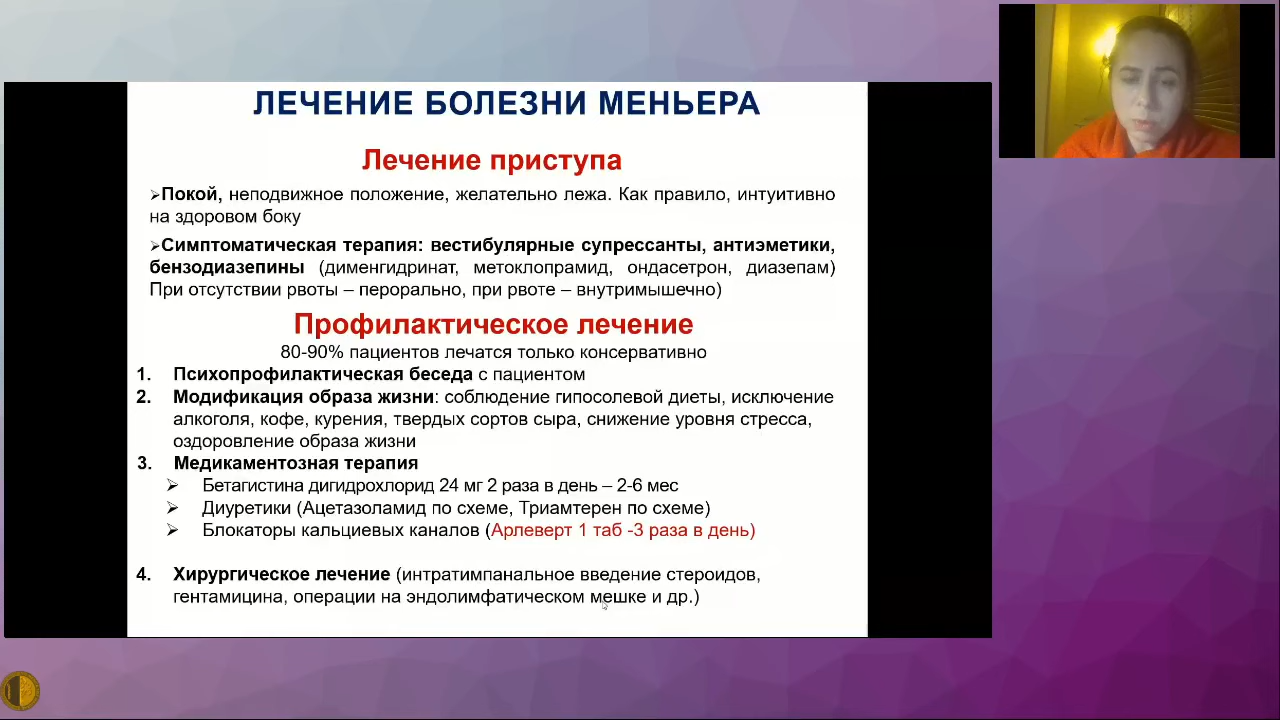 ЛЕЧЕНИЕ БОЛЕЗНИ МЕНЬЕРА
Лечение приступа
➢Покой, неподвижное положение, желательно лежа. Как правило, интуитивно
на здоровом боку
➢Симптоматическая терапия: вестибулярные супрессанты, антиэметики,
бензодиазепины (дименгидринат, метоклопрамид, ондасетрон, диазепам)
При отсутствии рвоты – перорально, при рвоте – внутримышечно)
Профилактическое лечение
80-90% пациентов лечатся только консервативно
1. Психопрофилактическая беседа с пациентом
2. Модификация образа жизни: соблюдение гипосолевой диеты, исключение
алкоголя, кофе, курения, твердых сортов сыра, снижение уровня стресса,
оздоровление образа жизни
3. Медикаментозная терапия
➢ Бетагистина дигидрохлорид 24 мг 2 раза в день – 2-6 мес
➢ Диуретики (Ацетазоламид по схеме, Триамтерен по схеме)
➢ Блокаторы кальциевых каналов (Арлеверт 1 таб -3 раза в день)
4. Хирургическое лечение (интратимпанальное введение стероидов,
гентамицина, операции на эндолимфатическом мешке и др.)